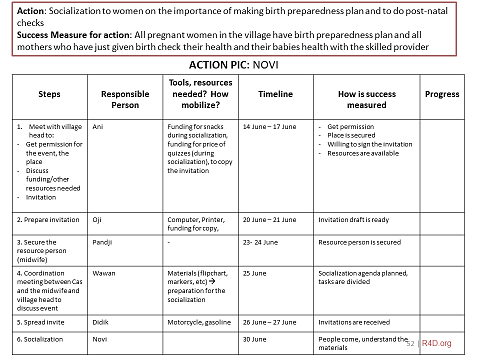 Action: Socialization to women on the importance of making birth preparedness plan and to do post-natal
checks
Success Measure for action: All pregnant women in the village have birth preparedness plan and all
mothers who have just given birth check their health and their babies health with the skilled provider
ACTION PIC: NOVI
Steps
Responsible
Person
Tools, resources
needed? How
mobilize?
Timeline
How is success
measured
Progress
1. Meet with village
head to:
- Get permission for
the event, the
place
- Discuss
funding/other
resources needed
- Invitation
Ani
Funding for snacks
during socialization,
funding for price of
quizzes (during
socialization), to copy
the invitation
14 June – 17 June
- Get permission
- Place is secured
- Willing to sign the invitation
- Resources are available
2. Prepare invitation
Oji
Computer, Printer,
funding for copy,
20 June – 21 June
Invitation draft is ready
3. Secure the
resource person
(midwife)
Pandji
-
23- 24 June
Resource person is secured
4. Coordination
meeting between Cas
and the midwife and
village head to
discuss event
Wawan
Materials (flipchart,
markers, etc) →
preparation for the
socialization
25 June
Socialization agenda planned,
tasks are divided
5. Spread invite
Didik
Motorcycle, gasoline
26 June – 27 June
Invitations are received
6. Socialization
Novi
30 June
People come, understand the
materials
52 | R4D.org